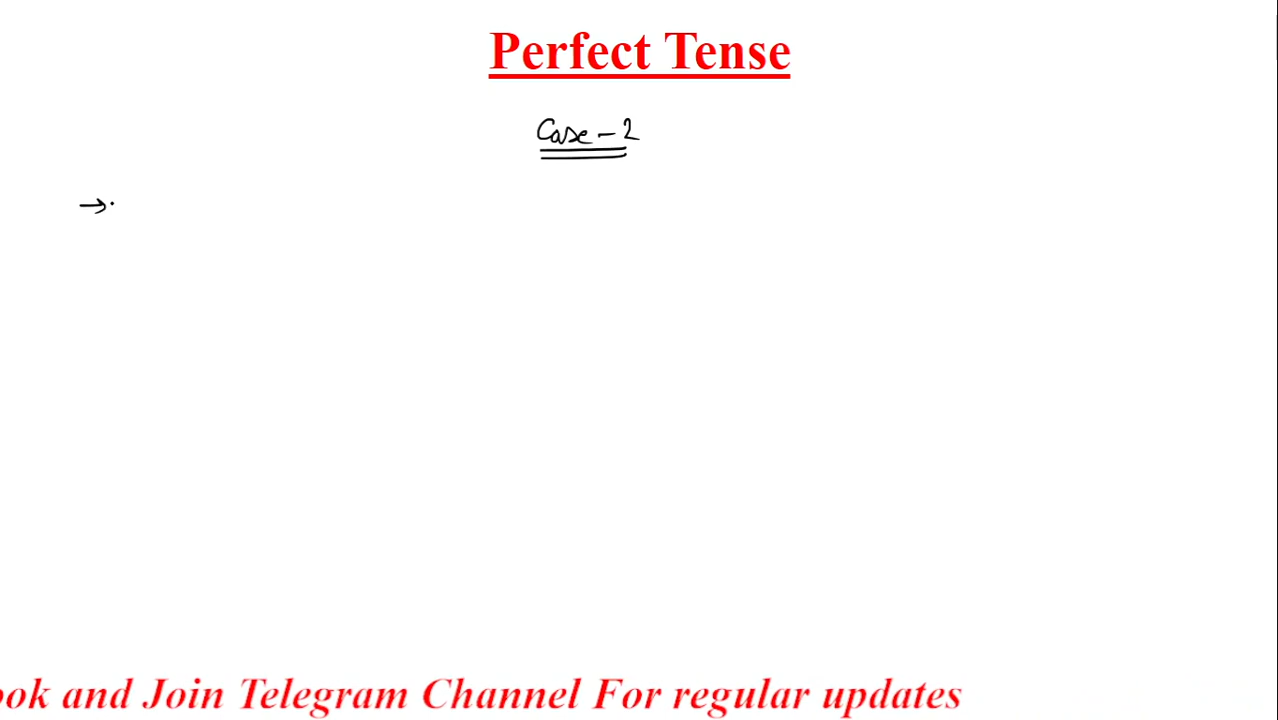 Perfect Tense
Case - 2
→
ook and Join Telegram Channel For regular updates